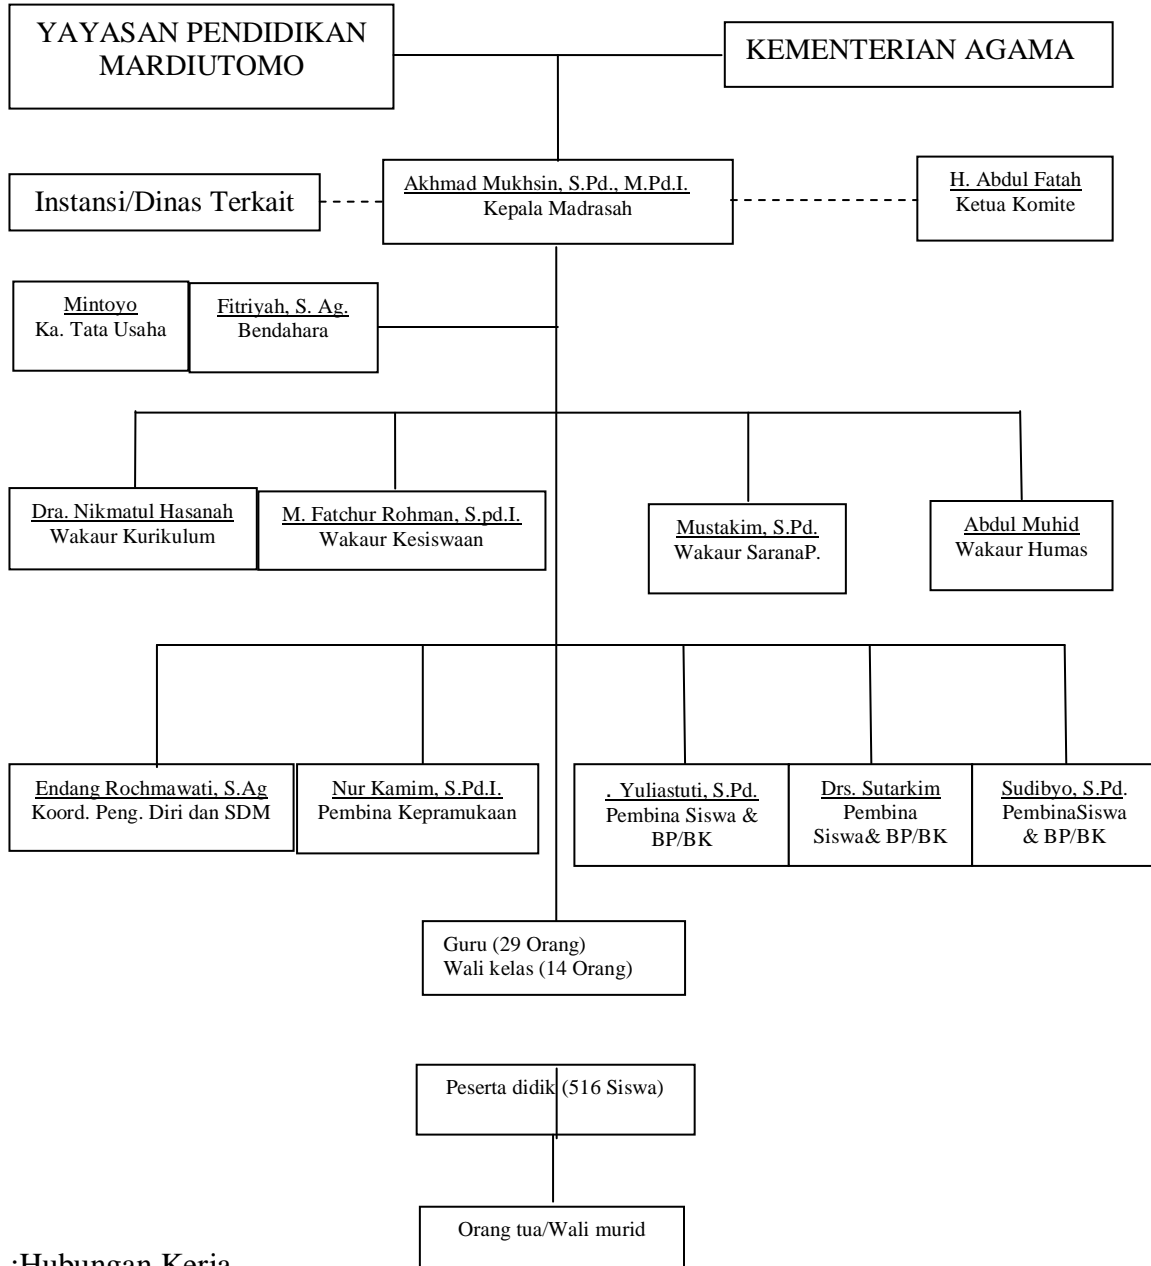 YAYASAN PENDIDIKAN
MARDIUTOMO
KEMENTERIAN AGAMA
Instansi/Dinas Terkait
Akhmad Mukhsin, S.Pd., M.Pd.I.
Kepala Madrasah
H. Abdul Fatah
Ketua Komite
Mintoyo
Ka. Tata Usaha
Fitriyah, S. Ag.
Bendahara
Dra. Nikmatul Hasanah
Wakaur Kurikulum
M. Fatchur Rohman, S.pd.I.
Wakaur Kesiswaan
Mustakim, S.Pd.
Wakaur SaranaP.
Abdul Muhid
Wakaur Humas
Endang Rochmawati, S.Ag
Koord. Peng. Diri dan SDM
Nur Kamim, S.Pd.I.
Pembina Kepramukaan
. Yuliastuti, S.Pd.
Pembina Siswa &
BP/BK
Drs. Sutarkim
Pembina
Siswa& BP/BK
Sudibyo, S.Pd.
PembinaSiswa
& BP/BK
Guru (29 Orang)
Wali kelas (14 Orang)
Peserta didik (516 Siswa)
Orang tua/Wali murid
:Hubungan Kerja